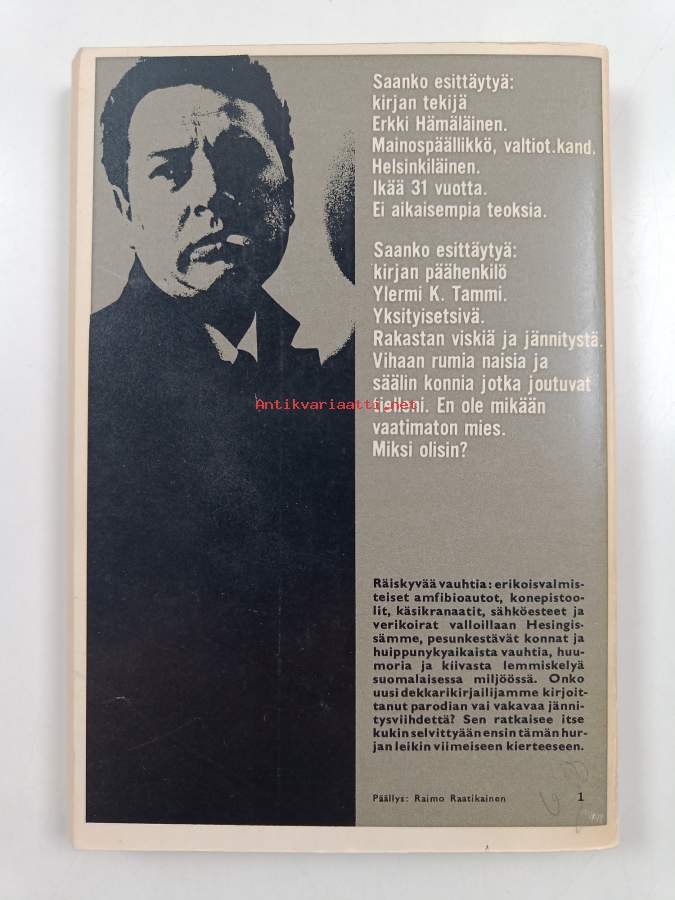 Saanko esittäytyä:
kirjan tekijä
Erkki Hämäläinen.
Mainospäällikkö, valtiot.kand.
Helsinkiläinen.
Ikää 31 vuotta.
Ei aikaisempia teoksia.
Saanko esittäytyä:
kirjan päähenkilö
Ylermi K. Tammi.
Yksityisetsivä.
Rakastan viskiä ja jännitystä.
Vihaan rumia naisia ja
säälin konnia jotka joutuvat
Antikvariaatti.net
tielleni. En ole mikään
vaatimaton mies.
Miksi olisin?
Räiskyvää vauhtia: erikoisvalmis-
teiset amfibioautot, konepistoo-
lit, käsikranaatit, sähköesteet ja
verikoirat valloillaan Hesingis-
sämme, pesunkestävät konnat ja
huippunykyaikaista vauhtia, huu-
moria ja kiivasta lemmiskelyä
suomalaisessa miljöössä. Onko
uusi dekkarikirjailijamme kirjoit-
tanut parodian vai vakavaa jänni-
tysviihdettä? Sen ratkaisee itse
kukin selvittyään ensin tämän hur-
jan leikin viimeiseen kierteeseen.
Päällys: Raimo Raatikainen 1